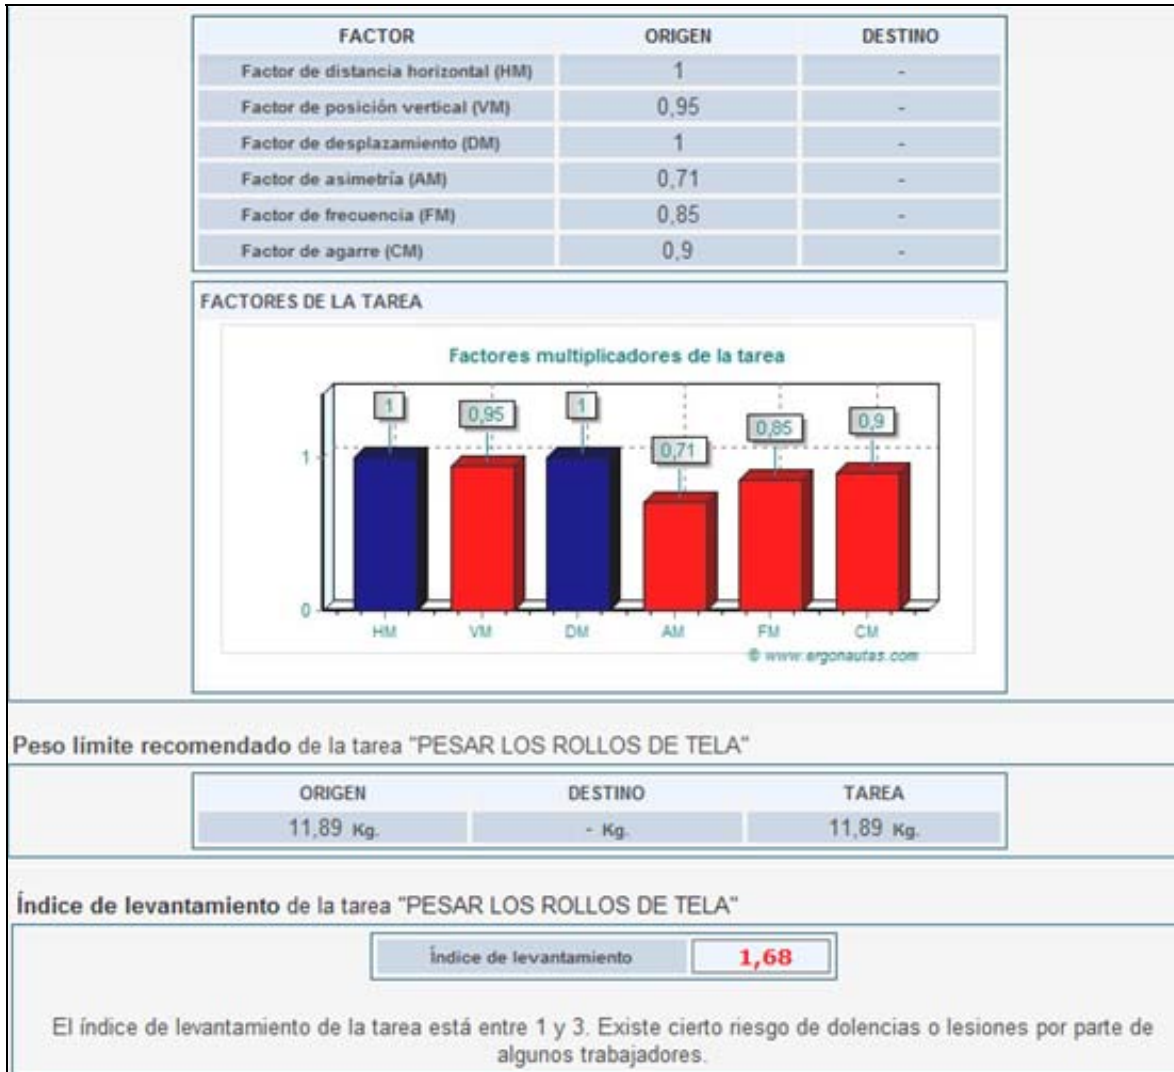 FACTOR ORIGEN DESTINO
Factor de distancia horizontal (HM) 1 -
Factor de posición vertical (VM) 0,95 -
Factor de desplazamiento (DM) 1 -
Factor de asimetría (AM) 0,71 -
Factor de frecuencia (FM) 0,85 -
Factor de agarre (CM) 0,9 -
FACTORES DE LA TAREA
Factores multiplicadores de la tarea
1 0,95 1 0,71 0,85 0,9
1
0
HM VM DM AM FM CM
© www.ergonautas.com
Peso límite recomendado de la tarea "PESAR LOS ROLLOS DE TELA"
ORIGEN DESTINO TAREA
11,89 Kg. - Kg. 11,89 Kg.
Índice de levantamiento de la tarea "PESAR LOS ROLLOS DE TELA"
Índice de levantamiento 1,68
El índice de levantamiento de la tarea está entre 1 y 3. Existe cierto riesgo de dolencias o lesiones por parte de
algunos trabajadores.